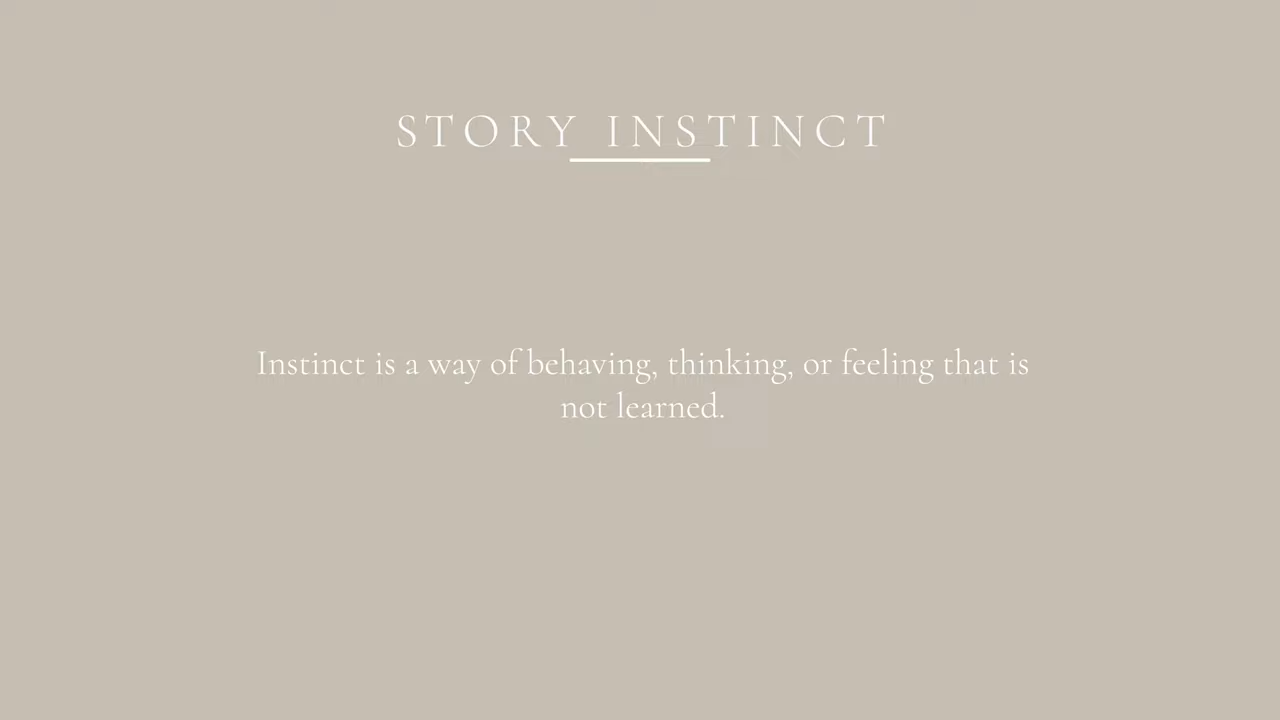 STORY INSTINCT
Instinct is a way of behaving, thinking, or feeling that is
not learned.